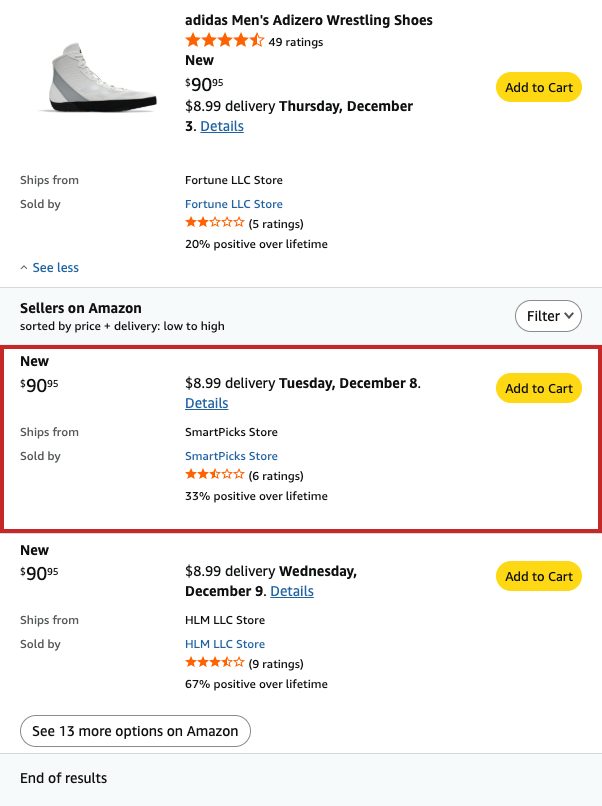 adidas Men's Adizero Wrestling Shoes
49 ratings
New
$90.95
$8.99 delivery Thursday, December
3. Details
Add to Cart
Ships from Fortune LLC Store
Sold by Fortune LLC Store
(5 ratings)
20% positive over lifetime
See less
Sellers on Amazon
sorted by price + delivery: low to high
Filter
New
$90.95
$8.99 delivery Tuesday, December 8.
Details
Add to Cart
Ships from SmartPicks Store
Sold by SmartPicks Store
(6 ratings)
33% positive over lifetime
New
$90.95
$8.99 delivery Wednesday,
December 9. Details
Add to Cart
Ships from HLM LLC Store
Sold by HLM LLC Store
(9 ratings)
67% positive over lifetime
See 13 more options on Amazon
End of results